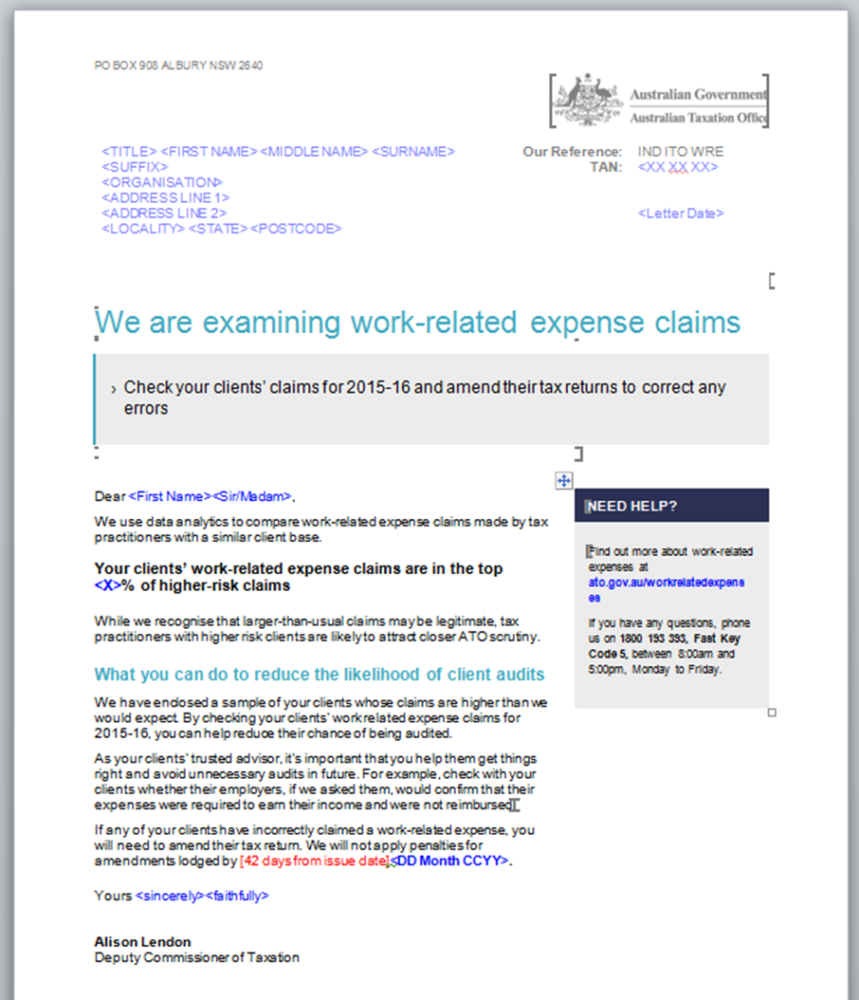 PO BOX 908 ALBURY NSW 2640
Australian Government
Australian Taxation Office
<TITLE> <FIRST NAME> <MIDDLE NAME> <SURNAME>
<SUFFIX>
<ORGANISATION>
<ADDRESS LINE 1>
<ADDRESS LINE 2>
<LOCALITY> <STATE> <POSTCODE>
Our Reference: IND ITO WRE
TAN: <XX XX XX>
<Letter Date>
We are examining work-related expense claims
› Check your clients’ claims for 2015-16 and amend their tax returns to correct any
errors
Dear <First Name><Sir/Madam>,
We use data analytics to compare work-related expense claims made by tax
practitioners with a similar client base.
Your clients’ work-related expense claims are in the top
<X>% of higher-risk claims
While we recognise that larger-than-usual claims may be legitimate, tax
practitioners with higher risk clients are likely to attract closer ATO scrutiny.
What you can do to reduce the likelihood of client audits
We have enclosed a sample of your clients whose claims are higher than we
would expect. By checking your clients’ work related expense claims for
2015-16, you can help reduce their chance of being audited.
As your clients’ trusted advisor, it’s important that you help them get things
right and avoid unnecessary audits in future. For example, check with your
clients whether their employers, if we asked them, would confirm that their
expenses were required to earn their income and were not reimbursed.
If any of your clients have incorrectly claimed a work-related expense, you
will need to amend their tax return. We will not apply penalties for
amendments lodged by [42 days from issue date]<DD Month CCYY>.
Yours <sincerely><faithfully>
Alison Lendon
Deputy Commissioner of Taxation
NEED HELP?
Find out more about work-related
expenses at
ato.gov.au/workrelatedexpens
es
If you have any questions, phone
us on 1800 193 393, Fast Key
Code 5, between 8:00am and
5:00pm, Monday to Friday.